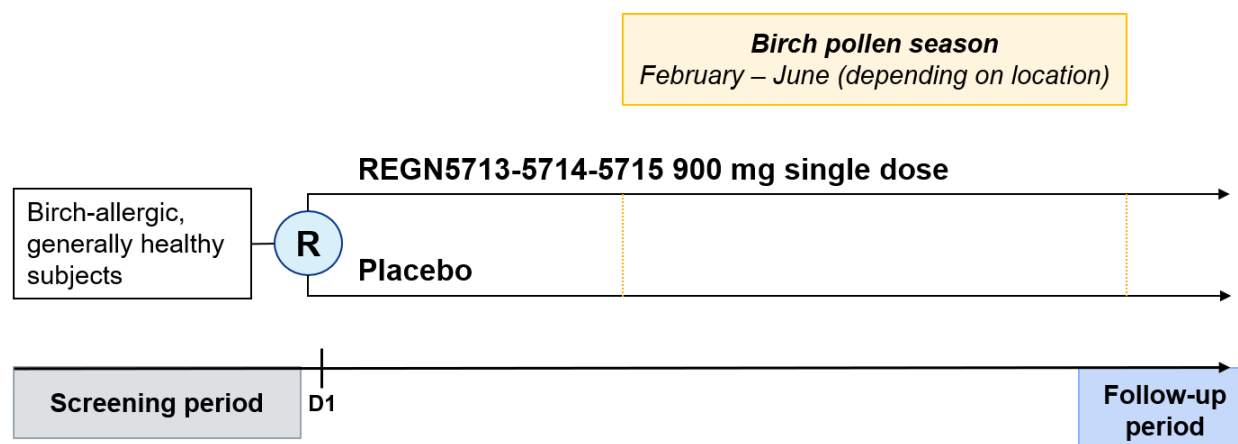 Birch pollen season
February – June (depending on location)
REGN5713-5714-5715 900 mg single dose
Birch-allergic,
generally healthy
subjects
R
Placebo
Screening period
D1
Follow-up
period